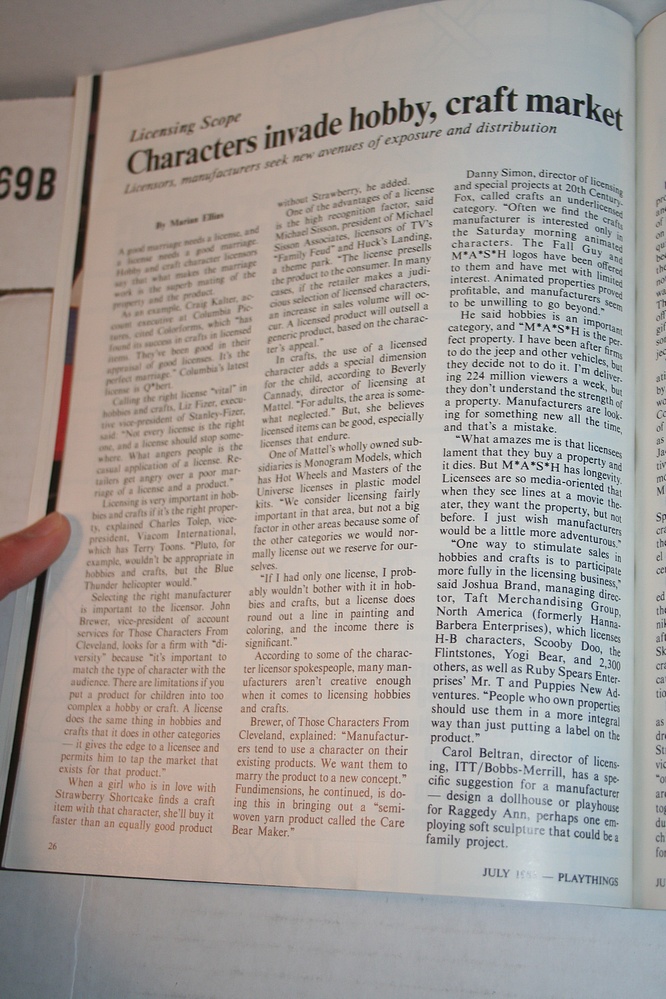 69B
Licensing Scope
Characters invade hobby, craft market
Licensors, manufacturers seek new avenues of exposure and distribution
By Marian Ellias
A good marriage needs a license, and
a license needs a good marriage.
Hobby and craft character licensors
say that what makes the marriage
work is the superb mating of the
property and the product.
As an example, Craig Kalter, ac-
count executive at Columbia Pic-
tures, cited Colorforms, which "has
found its success in crafts in licensed
items. They've been good in their
appraisal of good licenses. It's the
perfect marriage." Columbia's latest
license is Q*bert.
Calling the right license "vital" in
hobbies and crafts, Liz Fizer, execu-
tive vice-president of Stanley-Fizer,
said: "Not every license is the right
one, and a license should stop some-
where. What angers people is the
casual application of a license. Re-
tailers get angry over a poor mar-
riage of a license and a product."
Licensing is very important in hob-
bies and crafts if it's the right proper-
ty, explained Charles Tolep, vice-
president, Viacom International,
which has Terry Toons. "Pluto, for
example, wouldn't be appropriate in
hobbies and crafts, but the Blue
Thunder helicopter would."
Selecting the right manufacturer
is important to the licensor. John
Brewer, vice-president of account
services for Those Characters From
Cleveland, looks for a firm with "di-
versity" because "it's important to
match the type of character with the
audience. There are limitations if you
put a product for children into too
complex a hobby or craft. A license
does the same thing in hobbies and
crafts that it does in other categories
— it gives the edge to a licensee and
permits him to tap the market that
exists for that product."
When a girl who is in love with
Strawberry Shortcake finds a craft
item with that character, she'll buy it
faster than an equally good product
without Strawberry, he added.
One of the advantages of a license
is the high recognition factor, said
Michael Sisson, president of Michael
Sisson Associates, licensors of TV's
"Family Feud" and Huck's Landing,
a theme park. "The license presells
the product to the consumer. In many
cases, if the retailer makes a judi-
cious selection of licensed characters,
an increase in sales volume will oc-
cur. A licensed product will outsell a
generic product, based on the charac-
ter's appeal."
In crafts, the use of a licensed
character adds a special dimension
for the child, according to Beverly
Cannady, director of licensing at
Mattel. "For adults, the area is some-
what neglected." But, she believes
licensed items can be good, especially
licenses that endure.
One of Mattel's wholly owned sub-
sidiaries is Monogram Models, which
has Hot Wheels and Masters of the
Universe licenses in plastic model
kits. "We consider licensing fairly
important in that area, but not a big
factor in other areas because some of
the other categories we would nor-
mally license out we reserve for our-
selves.
"If I had only one license, I prob-
ably wouldn't bother with it in hob-
bies and crafts, but a license does
round out a line in painting and
coloring, and the income there is
significant."
According to some of the charac-
ter licensor spokespeople, many man-
ufacturers aren't creative enough
when it comes to licensing hobbies
and crafts.
Brewer, of Those Characters From
Cleveland, explained: "Manufactur-
ers tend to use a character on their
existing products. We want them to
marry the product to a new concept."
Fundimensions, he continued, is do-
ing this in bringing out a "semi-
woven yarn product called the Care
Bear Maker."
Danny Simon, director of licensing
and special projects at 20th Century-
Fox, called crafts an underlicensed
category. "Often we find the crafts
manufacturer is interested only in
the Saturday morning animated
characters. The Fall Guy and
M*A*S*H logos have been offered
to them and have met with limited
interest. Animated properties proved
profitable, and manufacturers seem
to be unwilling to go beyond."
He said hobbies is an important
category, and "M*A*S*H is the per-
fect property. I have been after firms
to do the jeep and other vehicles, but
they decide not to do it. I'm deliver-
ing 224 million viewers a week, but
they don't understand the strength of
a property. Manufacturers are look-
ing for something new all the time,
and that's a mistake.
"What amazes me is that licensees
lament that they buy a property and
it dies. But M*A*S*H has longevity.
Licensees are so media-oriented that
when they see lines at a movie the-
ater, they want the property, but not
before. I just wish manufacturers
would be a little more adventurous."
"One way to stimulate sales in
hobbies and crafts is to participate
more fully in the licensing business,"
said Joshua Brand, managing direc-
tor, Taft Merchandising Group,
North America (formerly Hanna-
Barbera Enterprises), which licenses
H-B characters, Scooby Doo, the
Flintstones, Yogi Bear, and 2,300
others, as well as Ruby Spears Enter-
prises' Mr. T and Puppies New Ad-
ventures. "People who own properties
should use them in a more integral
way than just putting a label on the
product."
Carol Beltran, director of licens-
ing, ITT/Bobbs-Merrill, has a spe-
cific suggestion for a manufacturer
— design a dollhouse or playhouse
for Raggedy Ann, perhaps one em-
ploying soft sculpture that could be a
family project.
26
JULY — PLAYTHINGS